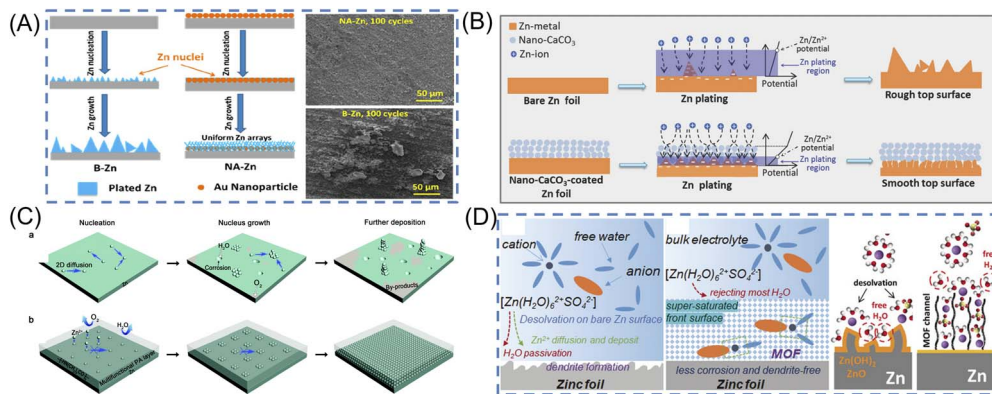 (A)
NA-Zn, 100 cycles
Zn nucleation
Zn nuclei
Zn nucleation
50 μm
Zn growth
Zn growth
B-Zn, 100 cycles
Uniform Zn arrays
B-Zn
NA-Zn
Plated Zn
Au Nanoparticle
50 μm
(B)
Zn-metal
Nano-CaCO3
Zn-ion
Zn/Zn2+
potential
Zn plating
region
Potential
Bare Zn foil
Zn plating
Rough top surface
Zn/Zn2+
potential
Zn plating
region
Potential
Nano-CaCO3-coated
Zn foil
Zn plating
Smooth top surface
(C)
Nucleation
Nucleus growth
Further deposition
a
2D diffusion
H2O
Corrosion
O2
By-products
Zn
b
O2
Zn2+
H2O
Multifunctional PA layer
(D)
cation
free water
anion
[Zn(H2O)6 2+SO4 2-]
Desolvation on bare Zn surface
Zn2+ diffusion and deposit
H2O passivation
dendrite formation
Zinc foil
bulk electrolyte
[Zn(H2O)6 2+SO4 2-]
rejecting most H2O
super-saturated
front surface
MOF
less corrosion and dendrite-free
Zinc foil
desolvation
free
H2O
Zn(OH)2
ZnO
Zn
free
MOF channel
Zn